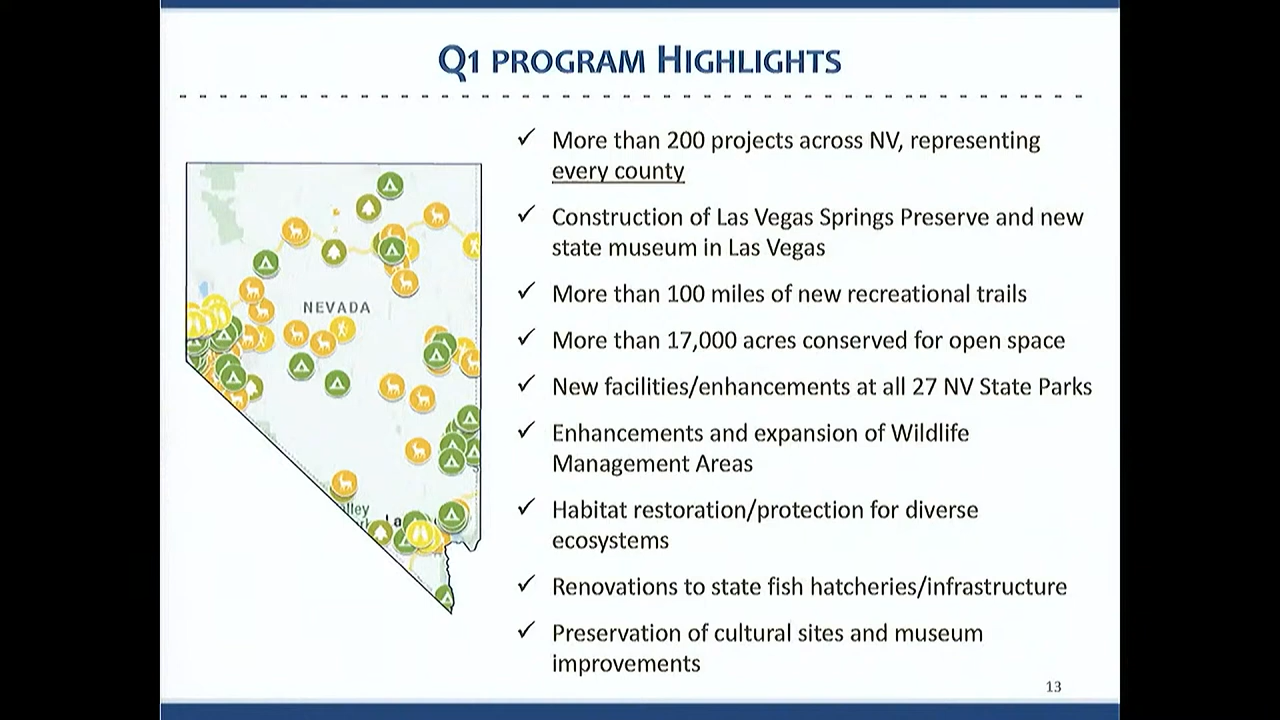 Q1 PROGRAM HIGHLIGHTS
✓ More than 200 projects across NV, representing
every county
✓ Construction of Las Vegas Springs Preserve and new
state museum in Las Vegas
✓ More than 100 miles of new recreational trails
✓ More than 17,000 acres conserved for open space
✓ New facilities/enhancements at all 27 NV State Parks
✓ Enhancements and expansion of Wildlife
Management Areas
✓ Habitat restoration/protection for diverse
ecosystems
✓ Renovations to state fish hatcheries/infrastructure
✓ Preservation of cultural sites and museum
improvements
NEVADA
13